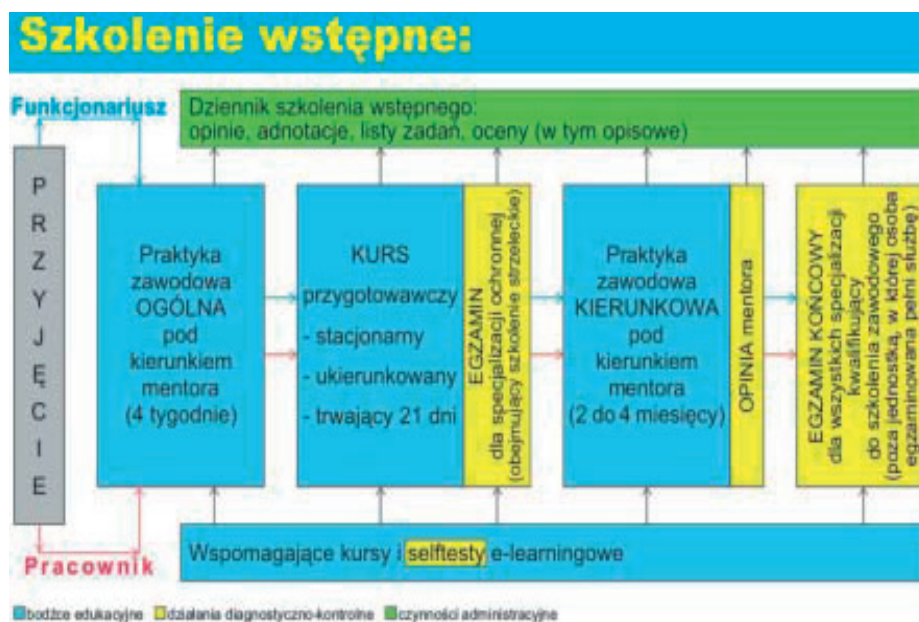 Szkolenie wstępne:
Funkcjonariusz
Dziennik szkolenia wstępnego:
opinie, adnotacje, listy zadań, oceny (w tym opisowe)
PRZYJĘCIE
Praktyka
zawodowa
OGÓLNA
pod
kierunkiem
mentora
(4 tygodnie)
KURS
przygotowawczy
- stacjonarny
- ukierunkowany
- trwający 21 dni
EGZAMIN
dla specjalizacji ochronnej
(obejmujący szkolenie strzeleckie)
Praktyka
zawodowa
KIERUNKOWA
pod
kierunkiem
mentora
(2 do 4 miesięcy)
OPINIA mentora
EGZAMIN KOŃCOWY
dla wszystkich specjalizacji
kwalifikujący
do szkolenia zawodowego
(poza jednostką, w której osoba
egzaminowana pełni służbę)
Pracownik
Wspomagające kursy i selftesty e-learningowe
bodźce edukacyjne działania diagnostyczno-kontrolne czynności administracyjne